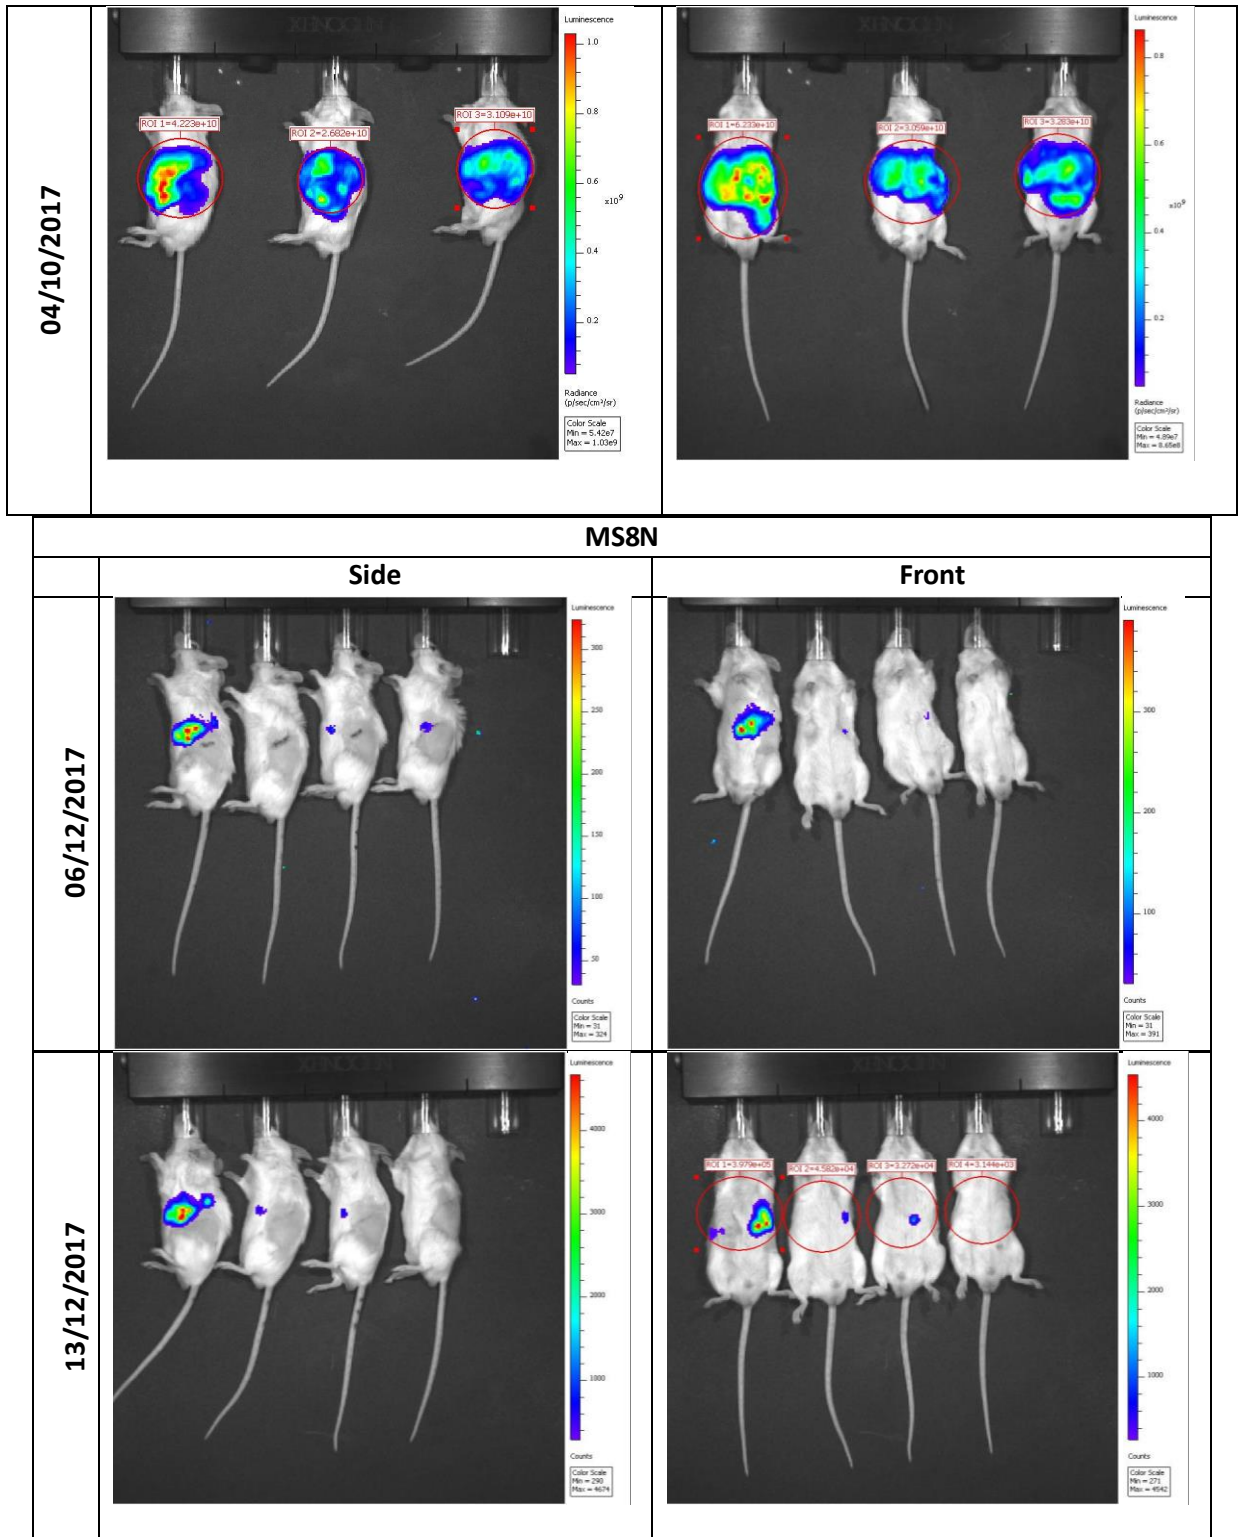 04/10/2017
XENOGEN
ROI 1=4.223e+10
ROI 2=2.682e+10
ROI 3=3.109e+10
Luminescence
1.0
0.8
0.6
x10⁹
0.4
0.2
Radiance
(p/sec/cm²/sr)
Color Scale
Min = 5.42e7
Max = 1.03e9
XENOGEN
ROI 1=6.233e+10
ROI 2=3.059e+10
ROI 3=3.283e+10
Luminescence
0.8
0.6
x10⁹
0.4
0.2
Radiance
(p/sec/cm²/sr)
Color Scale
Min = 4.89e7
Max = 8.65e8
MS8N
Side
Front
06/12/2017
Luminescence
300
250
200
150
100
50
Counts
Color Scale
Min = 31
Max = 324
Luminescence
300
200
100
Counts
Color Scale
Min = 31
Max = 391
13/12/2017
XENOGEN
Luminescence
4000
3000
2000
1000
Counts
Color Scale
Min = 290
Max = 4674
XENOGEN
ROI 1=3.979e+05
ROI 2=4.582e+04
ROI 3=3.272e+04
ROI 4=3.144e+03
Luminescence
4000
3000
2000
1000
Counts
Color Scale
Min = 271
Max = 4542